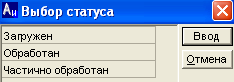 Выбор статуса
Загружен
Обработан
Частично обработан
Ввод
Отмена